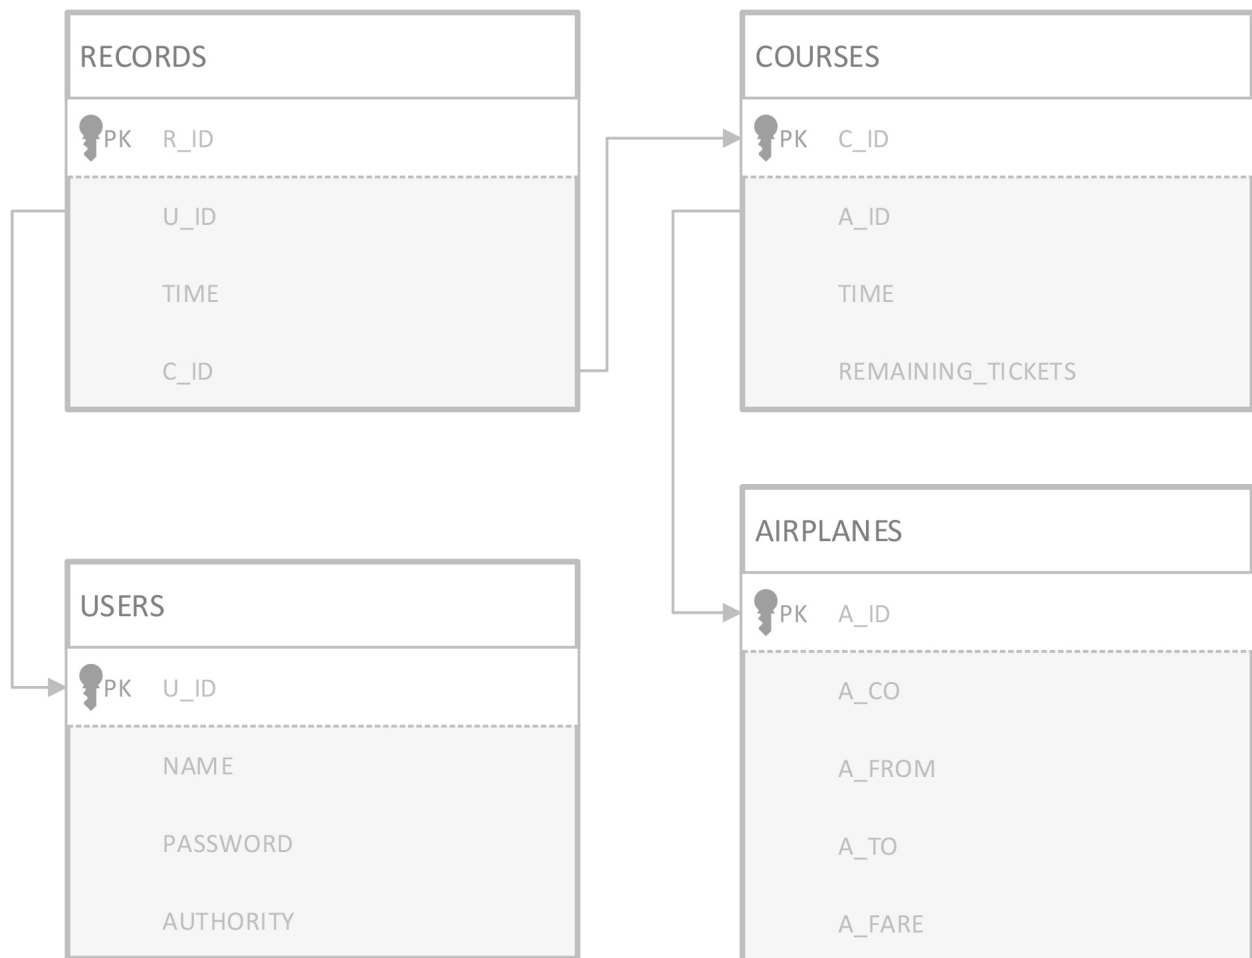 RECORDS
PK R_ID
U_ID
TIME
C_ID
COURSES
PK C_ID
A_ID
TIME
REMAINING_TICKETS
USERS
PK U_ID
NAME
PASSWORD
AUTHORITY
AIRPLANES
PK A_ID
A_CO
A_FROM
A_TO
A_FARE